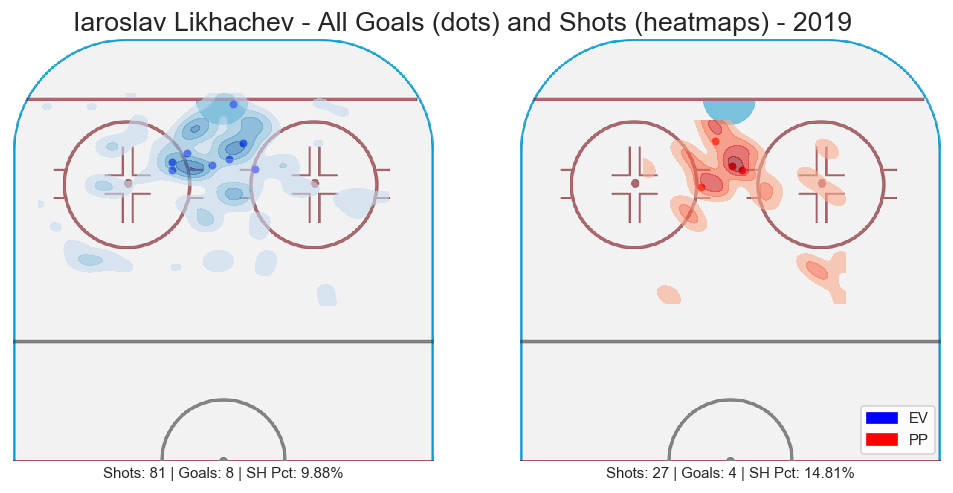 Iaroslav Likhachev - All Goals (dots) and Shots (heatmaps) - 2019
EV
PP
Shots: 81 | Goals: 8 | SH Pct: 9.88%
Shots: 27 | Goals: 4 | SH Pct: 14.81%